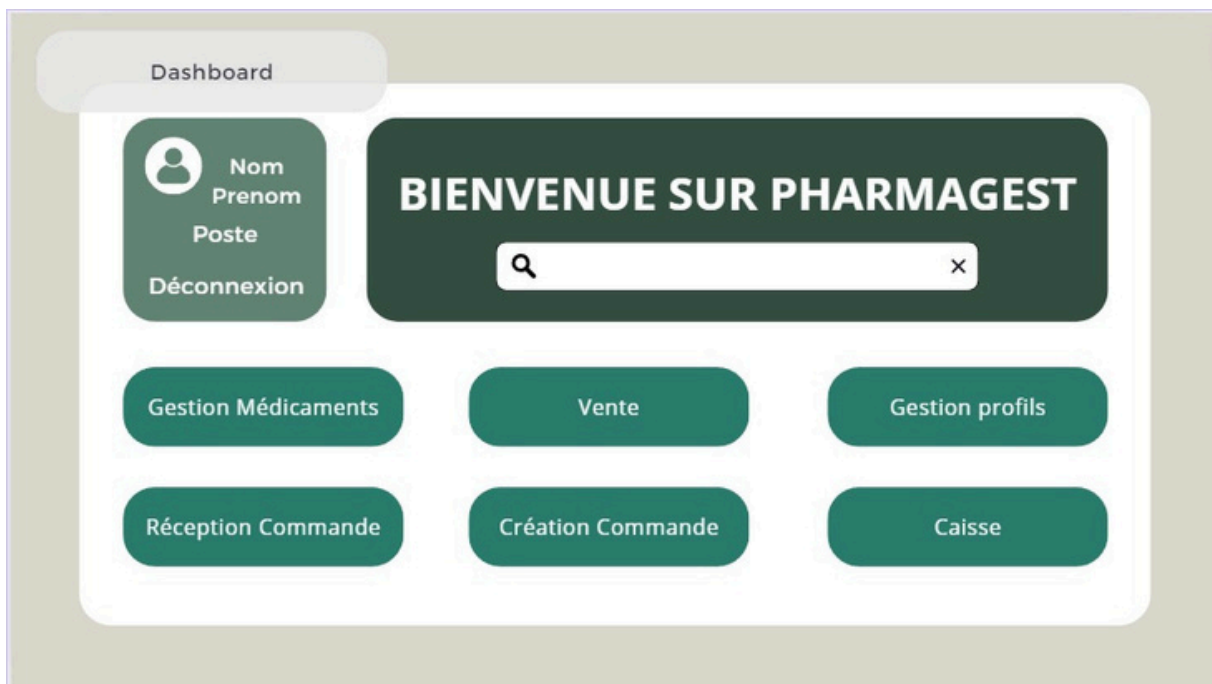 Dashboard
Nom
Prenom
Poste
Déconnexion
BIENVENUE SUR PHARMAGEST
Gestion Médicaments
Vente
Gestion profils
Réception Commande
Création Commande
Caisse